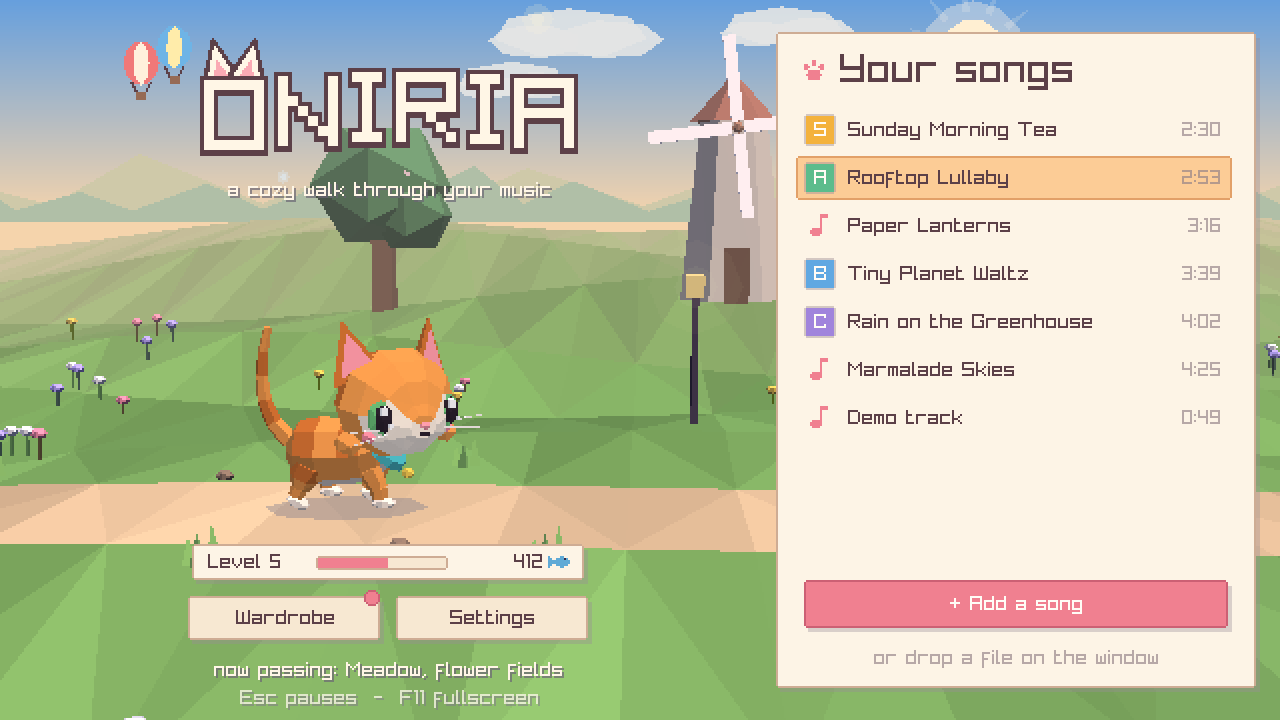 ONIRIA
a cozy walk through your music
Level 5
412
Wardrobe
Settings
now passing: Meadow, flower fields
Esc pauses - F11 fullscreen
Your songs
S Sunday Morning Tea 2:30
A Rooftop Lullaby 2:53
Paper Lanterns 3:16
B Tiny Planet Waltz 3:39
C Rain on the Greenhouse 4:02
Marmalade Skies 4:25
Demo track 0:49
+ Add a song
or drop a file on the window